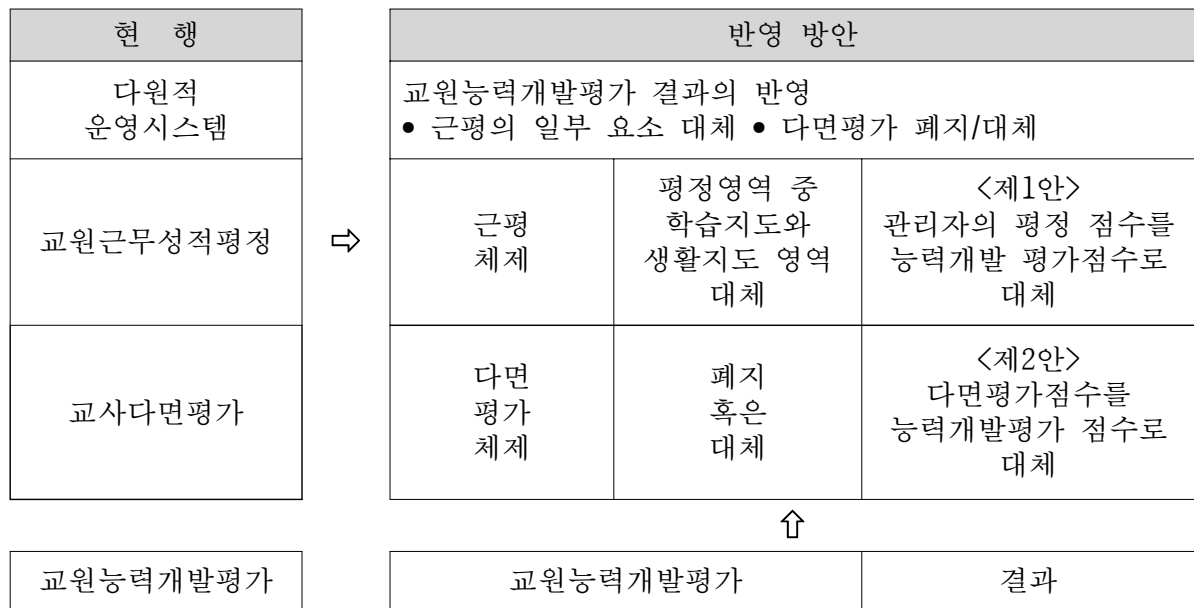 현 행
반영 방안
다원적
운영시스템
교원능력개발평가 결과의 반영
• 근평의 일부 요소 대체 • 다면평가 폐지/대체
교원근무성적평정
⇨
근평
체제
평정영역 중
학습지도와
생활지도 영역
대체
<제1안>
관리자의 평정 점수를
능력개발 평가점수로
대체
교사다면평가
다면
평가
체제
폐지
혹은
대체
<제2안>
다면평가점수를
능력개발평가 점수로
대체
⇧
교원능력개발평가
교원능력개발평가
결과